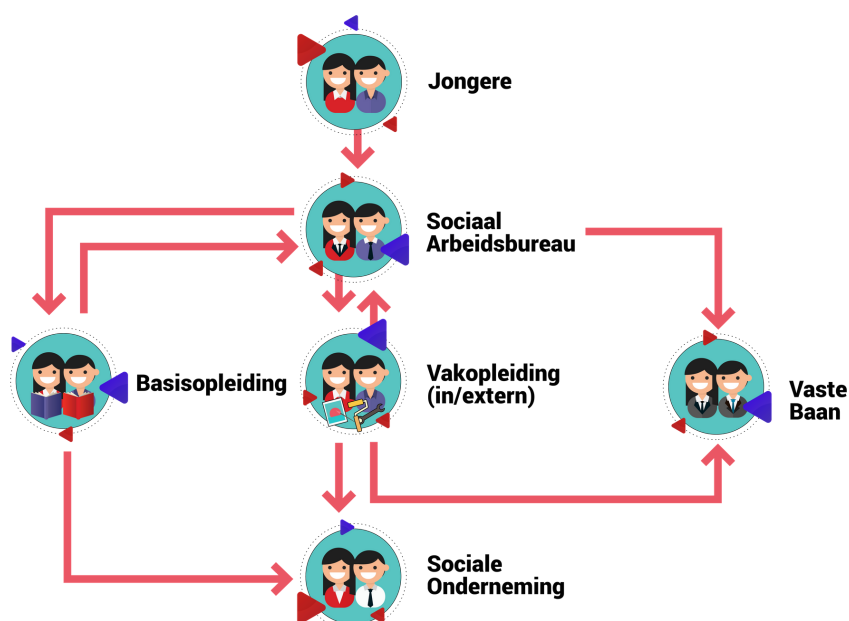 Jongere
Sociaal
Arbeidsbureau
Basisopleiding
Vakopleiding
(in/extern)
Vaste
Baan
Sociale
Onderneming